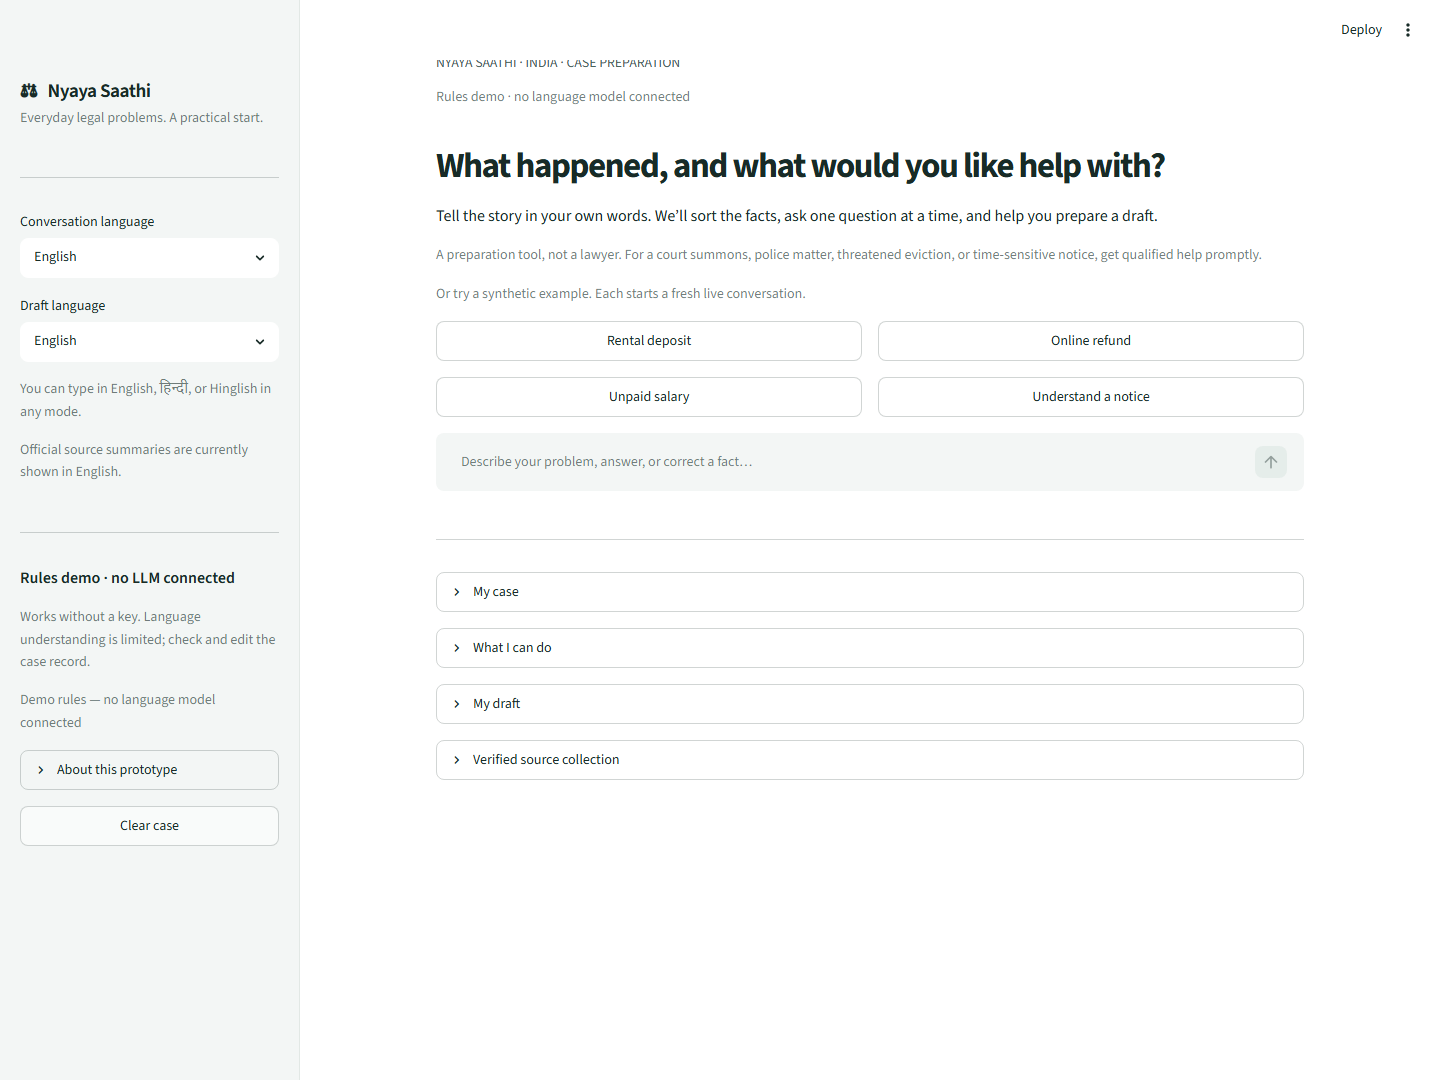 Deploy
Nyaya Saathi
Everyday legal problems. A practical start.
Conversation language
English
Draft language
English
You can type in English, हिन्दी, or Hinglish in
any mode.
Official source summaries are currently
shown in English.
Rules demo · no LLM connected
Works without a key. Language
understanding is limited; check and edit the
case record.
Demo rules — no language model
connected
About this prototype
Clear case
NYAYA SAATHI · INDIA · CASE PREPARATION
Rules demo · no language model connected
What happened, and what would you like help with?
Tell the story in your own words. We’ll sort the facts, ask one question at a time, and help you prepare a draft.
A preparation tool, not a lawyer. For a court summons, police matter, threatened eviction, or time-sensitive notice, get qualified help promptly.
Or try a synthetic example. Each starts a fresh live conversation.
Rental deposit
Online refund
Unpaid salary
Understand a notice
Describe your problem, answer, or correct a fact…
My case
What I can do
My draft
Verified source collection